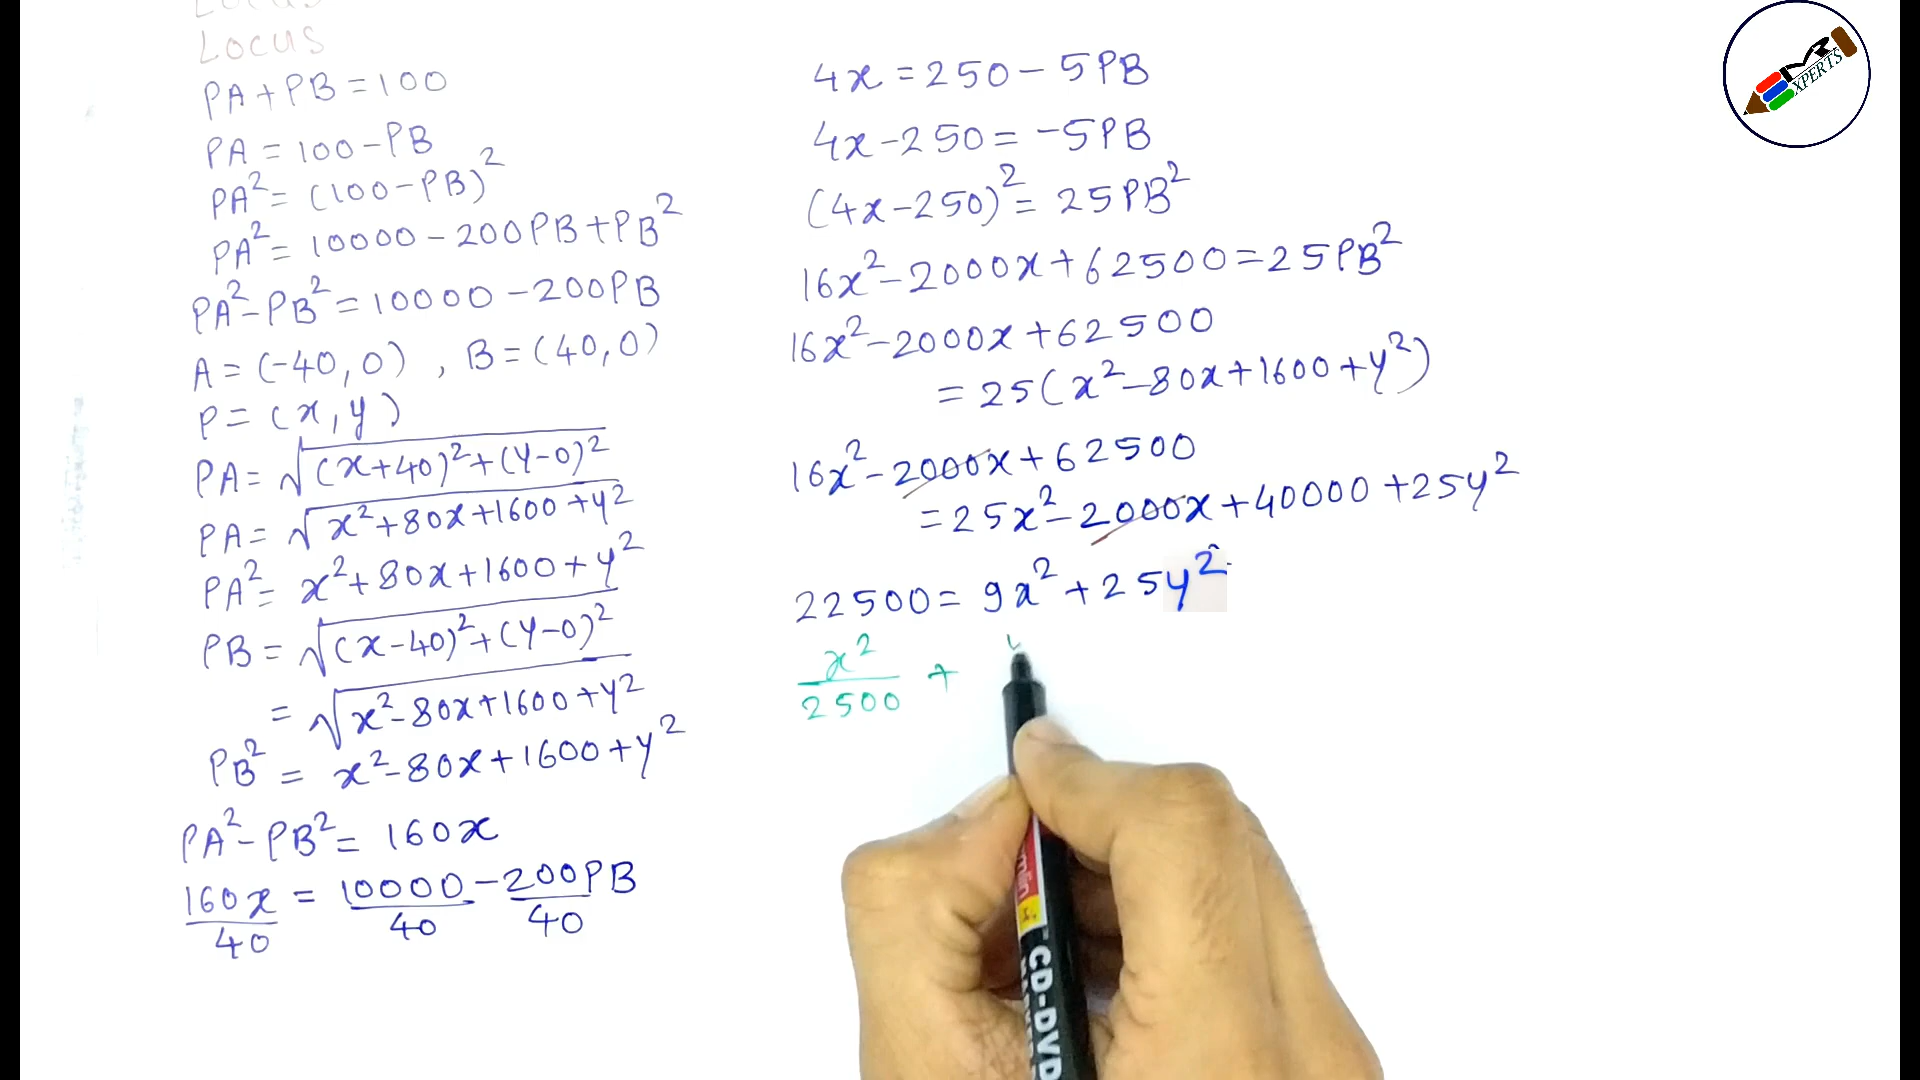 Locus
PA+PB=100
PA=100-PB
PA²=(100-PB)²
PA²=10000-200PB+PB²
PA²-PB²=10000-200PB
A=(-40,0), B=(40,0)
P=(x,y)
PA=√((x+40)²+(y-0)²)
PA=√(x²+80x+1600+y²)
PA²=x²+80x+1600+y²
PB=√((x-40)²+(y-0)²)
=√(x²-80x+1600+y²)
PB²=x²-80x+1600+y²
PA²-PB²=160x
160x/40=10000/40-200PB/40
4x=250-5PB
4x-250=-5PB
(4x-250)²=25PB²
16x²-2000x+62500=25PB²
16x²-2000x+62500
=25(x²-80x+1600+y²)
16x²-2000x+62500
=25x²-2000x+40000+25y²
22500=9x²+25y²
x²/2500+
XPERTS
CD-DVD